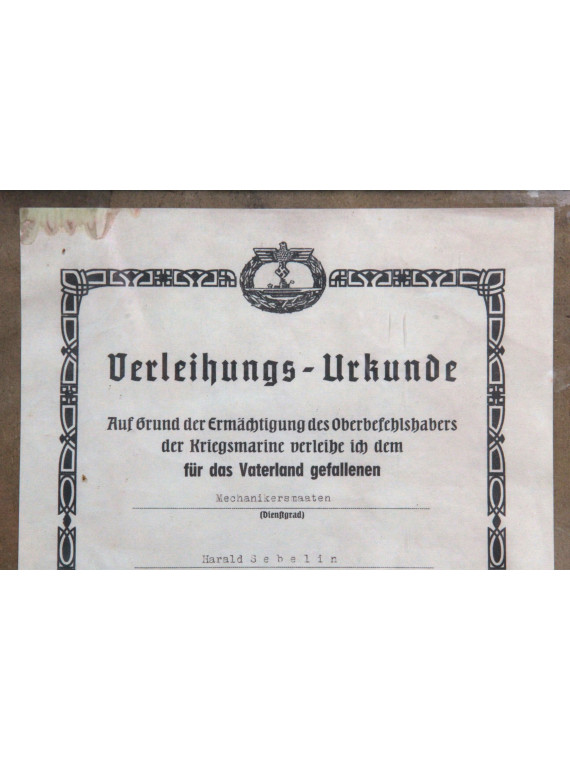 Verleihungs-Urkunde
Auf Grund der Ermächtigung des Oberbefehlshabers
der Kriegsmarine verleihe ich dem
für das Vaterland gefallenen
Mechanikersmaaten
(Dienstgrad)
Harald Sebelin